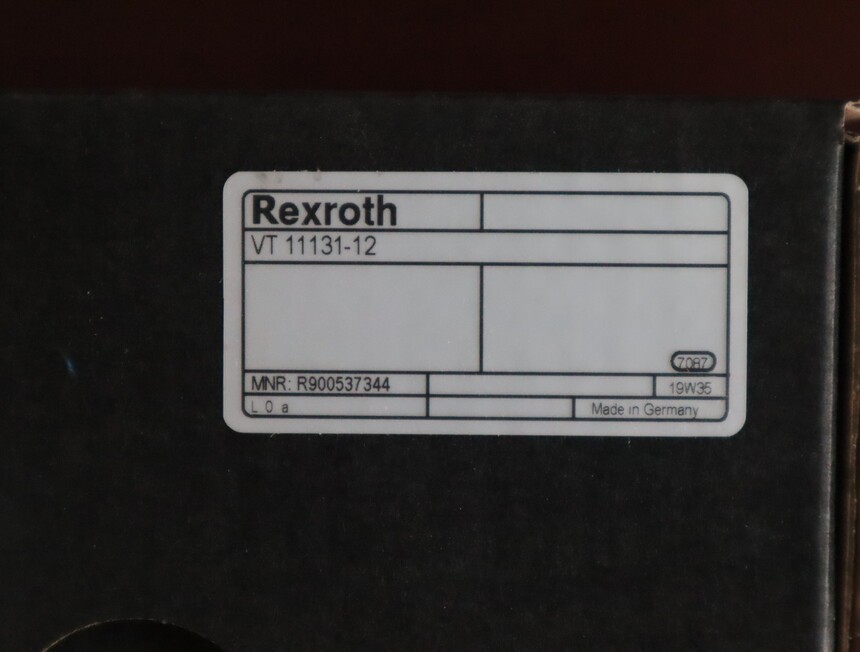 Rexroth
VT 11131-12
7087
MNR: R900537344
19W35
L 0 a
Made in Germany